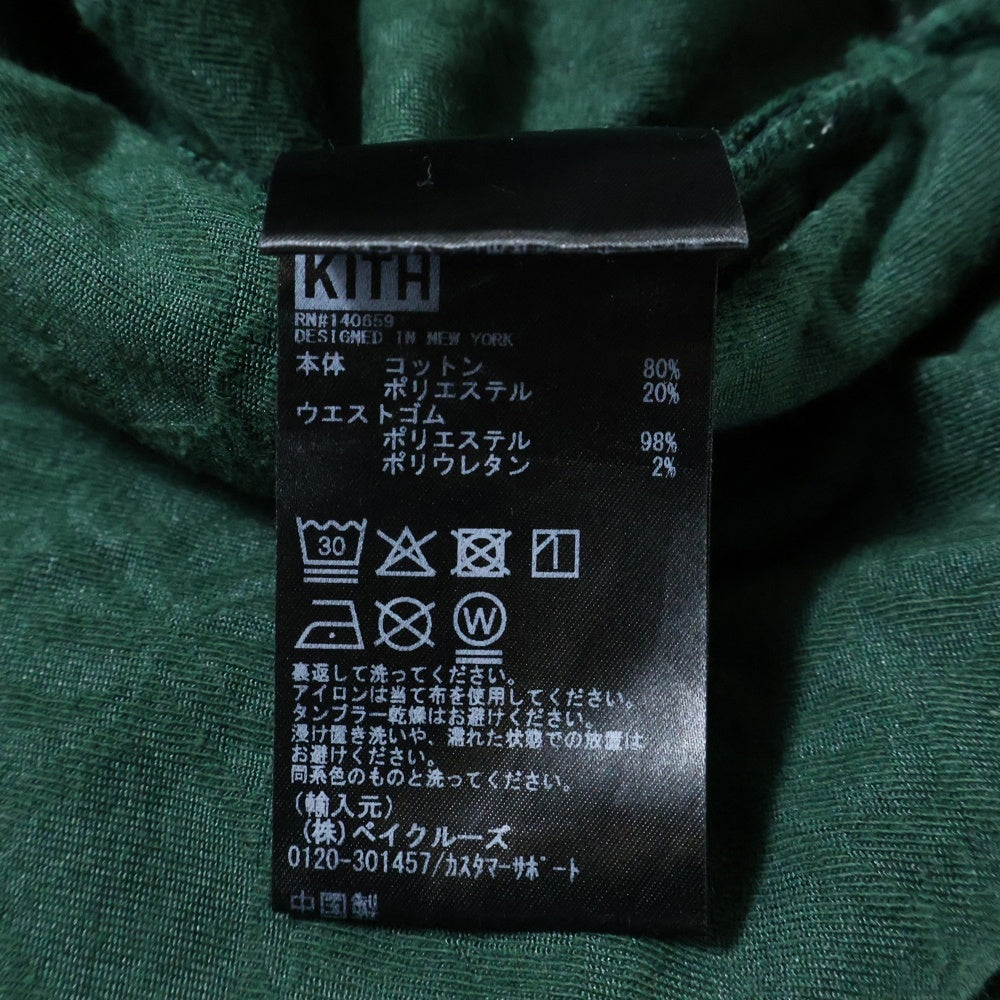 KITH
RN#140659
DESIGNED IN NEW YORK
本体 コットン 80%
ポリエステル 20%
ウエストゴム
ポリエステル 98%
ポリウレタン 2%
30
W
裏返して洗ってください。
アイロンは当て布を使用してください。
タンブラー乾燥はお避けください。
浸け置き洗いや、濡れた状態での放置は
お避けください。
同系色のものと洗ってください。
(輸入元)
(株)ベイクルーズ
0120-301457/カスタマーサポート
中国製